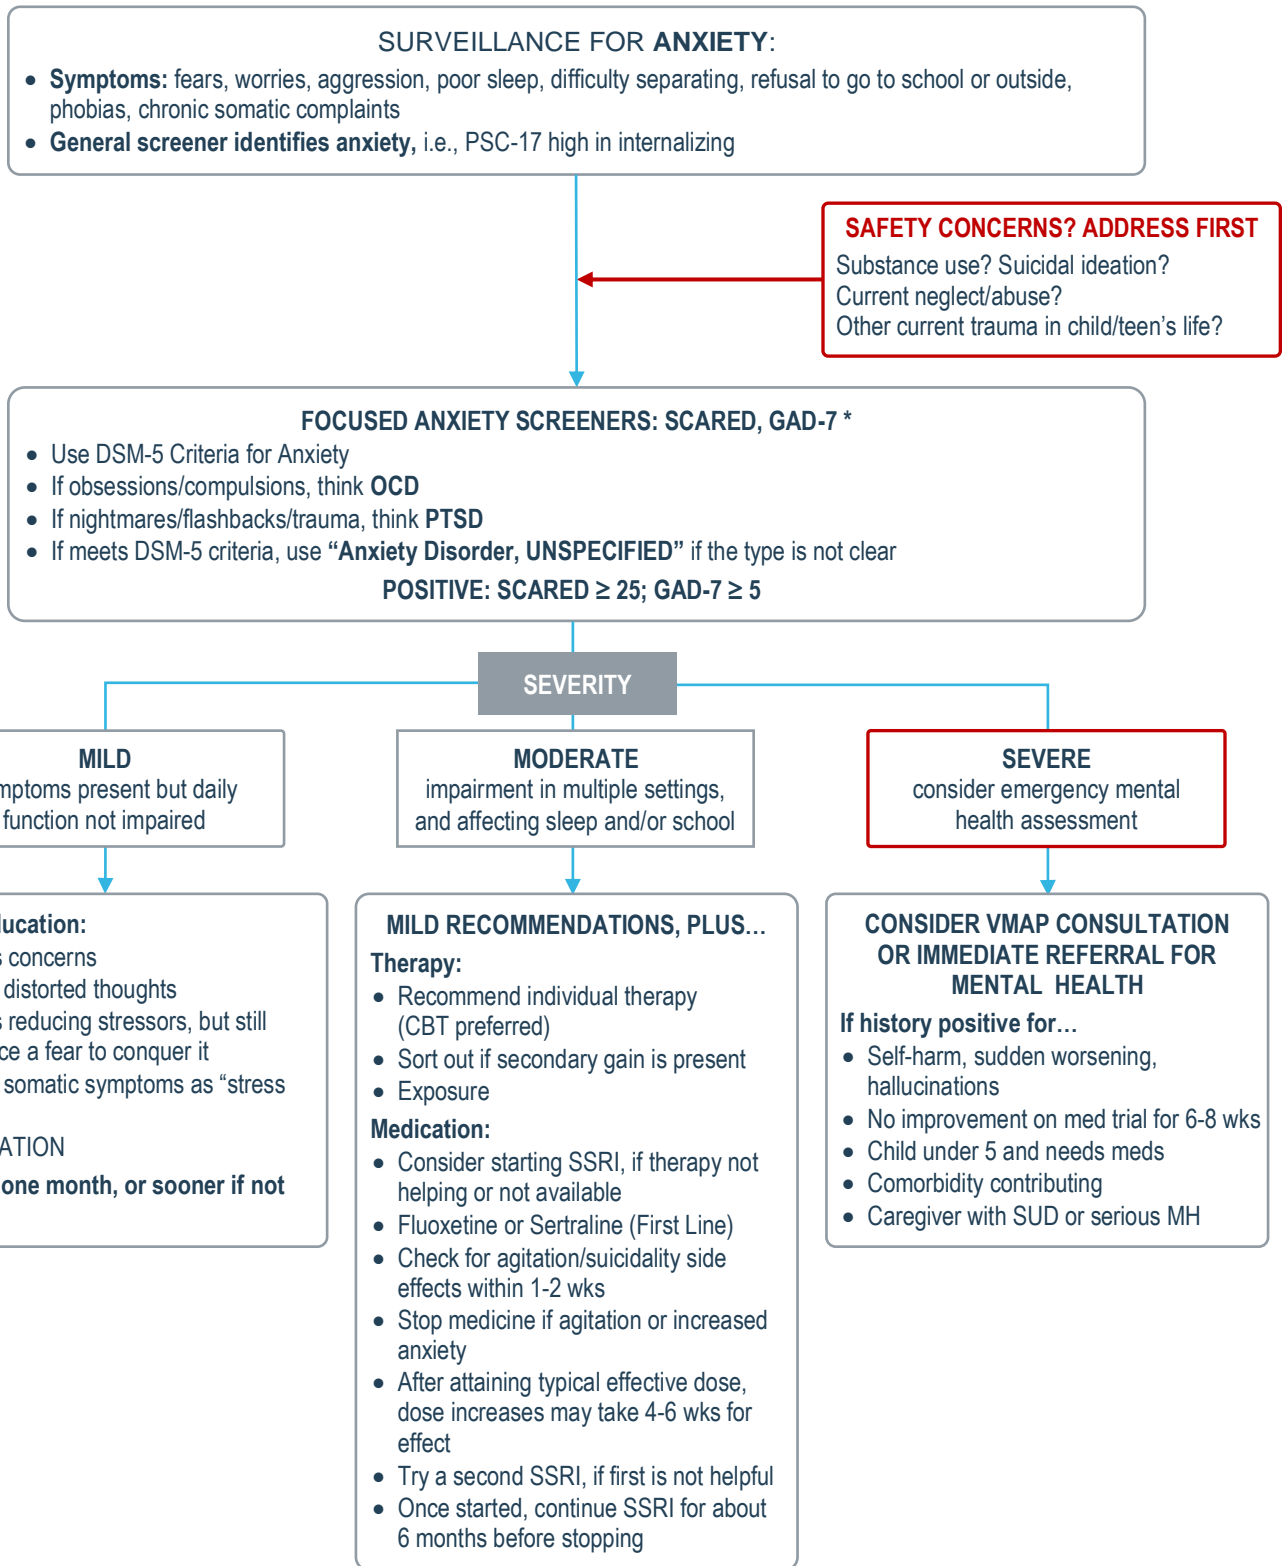 SURVEILLANCE FOR ANXIETY:
• Symptoms: fears, worries, aggression, poor sleep, difficulty separating, refusal to go to school or outside,
phobias, chronic somatic complaints
• General screener identifies anxiety, i.e., PSC-17 high in internalizing
SAFETY CONCERNS? ADDRESS FIRST
Substance use? Suicidal ideation?
Current neglect/abuse?
Other current trauma in child/teen’s life?
FOCUSED ANXIETY SCREENERS: SCARED, GAD-7 *
• Use DSM-5 Criteria for Anxiety
• If obsessions/compulsions, think OCD
• If nightmares/flashbacks/trauma, think PTSD
• If meets DSM-5 criteria, use “Anxiety Disorder, UNSPECIFIED” if the type is not clear
POSITIVE: SCARED ≥ 25; GAD-7 ≥ 5
SEVERITY
MILD
present but daily
function not impaired
concerns
distorted thoughts
reducing stressors, but still
a fear to conquer it
somatic symptoms as “stress
one month, or sooner if not
MODERATE
impairment in multiple settings,
and affecting sleep and/or school
MILD RECOMMENDATIONS, PLUS…
Therapy:
• Recommend individual therapy
(CBT preferred)
• Sort out if secondary gain is present
• Exposure
Medication:
• Consider starting SSRI, if therapy not
helping or not available
• Fluoxetine or Sertraline (First Line)
• Check for agitation/suicidality side
effects within 1-2 wks
• Stop medicine if agitation or increased
anxiety
• After attaining typical effective dose,
dose increases may take 4-6 wks for
effect
• Try a second SSRI, if first is not helpful
• Once started, continue SSRI for about
6 months before stopping
SEVERE
consider emergency mental
health assessment
CONSIDER VMAP CONSULTATION
OR IMMEDIATE REFERRAL FOR
MENTAL HEALTH
If history positive for…
• Self-harm, sudden worsening,
hallucinations
• No improvement on med trial for 6-8 wks
• Child under 5 and needs meds
• Comorbidity contributing
• Caregiver with SUD or serious MH